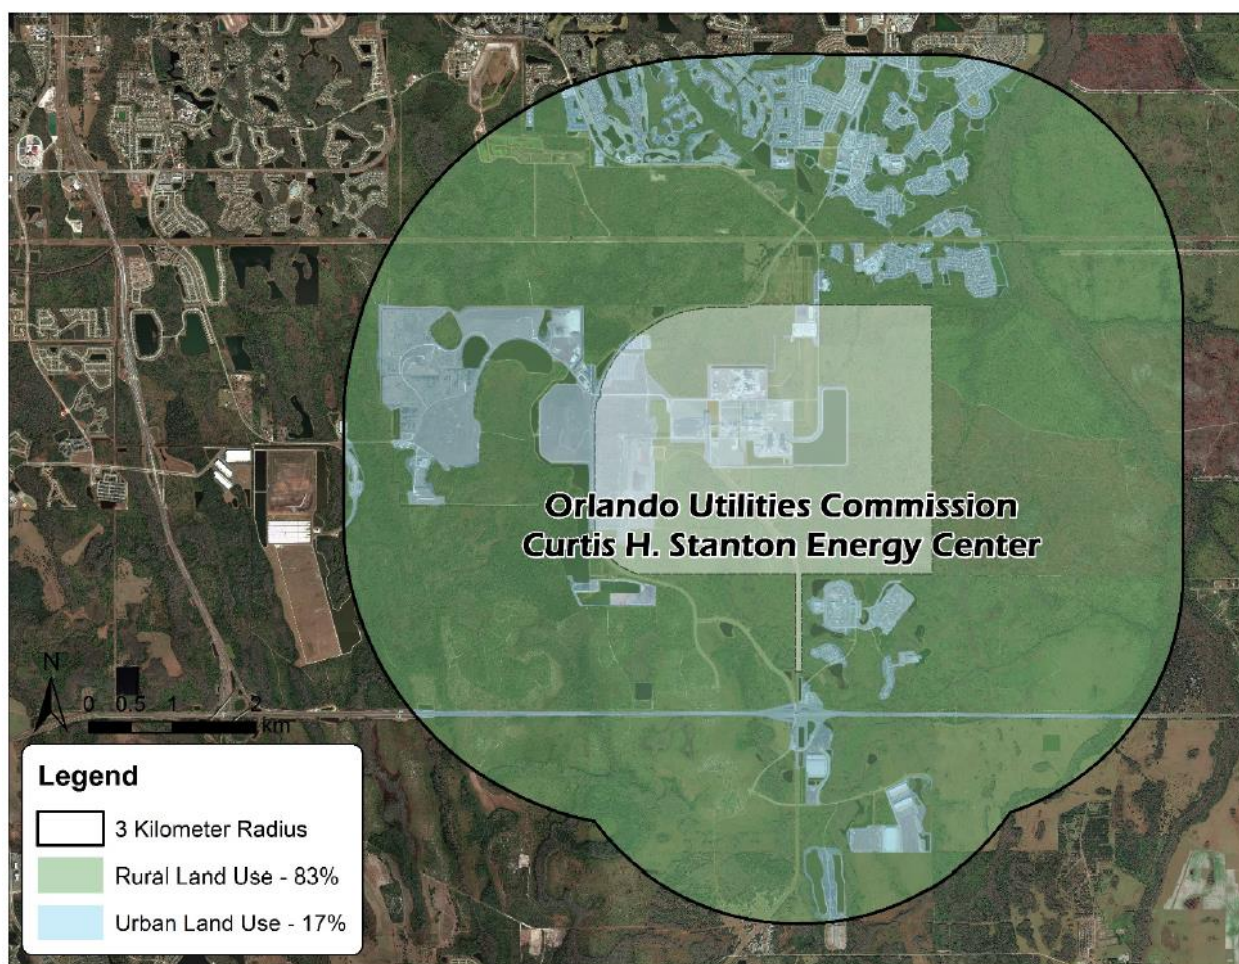 Orlando Utilities Commission
Curtis H. Stanton Energy Center
N
0 0.5 1 2
km
Legend
3 Kilometer Radius
Rural Land Use - 83%
Urban Land Use - 17%